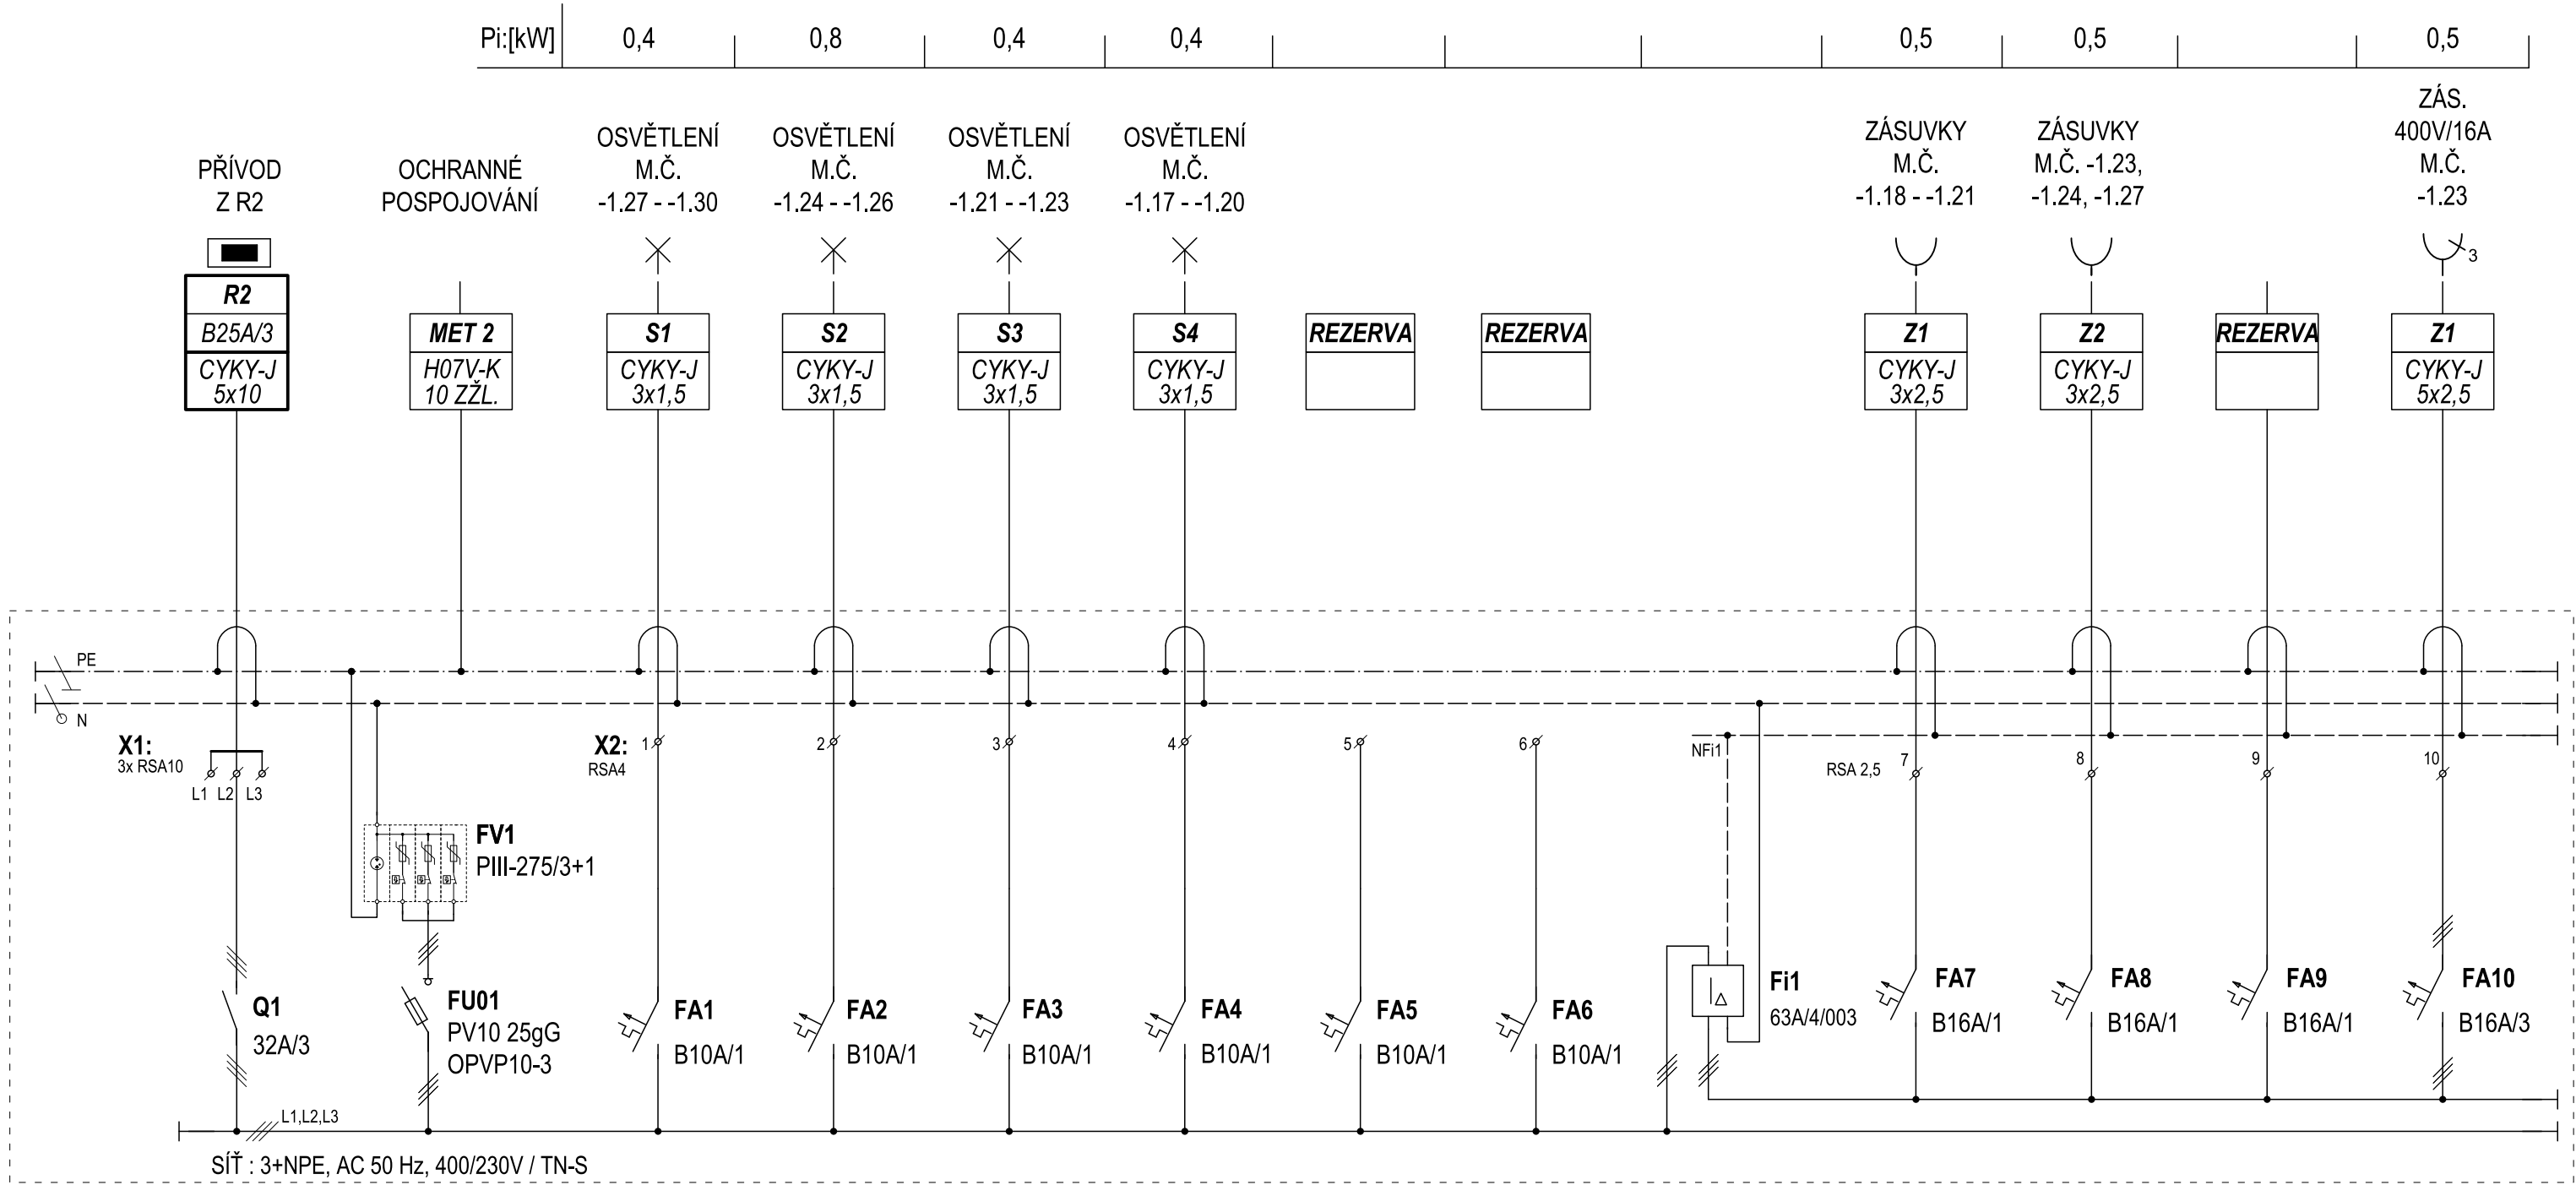 Pi:[kW] 0,4 0,8 0,4 0,4 0,5 0,5 0,5
PŘÍVOD
Z R2
OCHRANNÉ
POSPOJOVÁNÍ
OSVĚTLENÍ
M.Č.
-1.27 - -1.30
OSVĚTLENÍ
M.Č.
-1.24 - -1.26
OSVĚTLENÍ
M.Č.
-1.21 - -1.23
OSVĚTLENÍ
M.Č.
-1.17 - -1.20
ZÁSUVKY
M.Č.
-1.18 - -1.21
ZÁSUVKY
M.Č. -1.23,
-1.24, -1.27
ZÁS.
400V/16A
M.Č.
-1.23
3
R2
B25A/3
CYKY-J
5x10
MET 2
H07V-K
10 ZŽL.
S1
CYKY-J
3x1,5
S2
CYKY-J
3x1,5
S3
CYKY-J
3x1,5
S4
CYKY-J
3x1,5
REZERVA
REZERVA
Z1
CYKY-J
3x2,5
Z2
CYKY-J
3x2,5
REZERVA
Z1
CYKY-J
5x2,5
PE
N
X1:
3x RSA10
L1 L2 L3
X2:
RSA4
1
2
3
4
5
6
NFi1
RSA 2,5
7
8
9
10
FV1
PIII-275/3+1
Q1
32A/3
FU01
PV10 25gG
OPVP10-3
FA1
B10A/1
FA2
B10A/1
FA3
B10A/1
FA4
B10A/1
FA5
B10A/1
FA6
B10A/1
Fi1
63A/4/003
FA7
B16A/1
FA8
B16A/1
FA9
B16A/1
FA10
B16A/3
L1,L2,L3
SÍŤ : 3+NPE, AC 50 Hz, 400/230V / TN-S